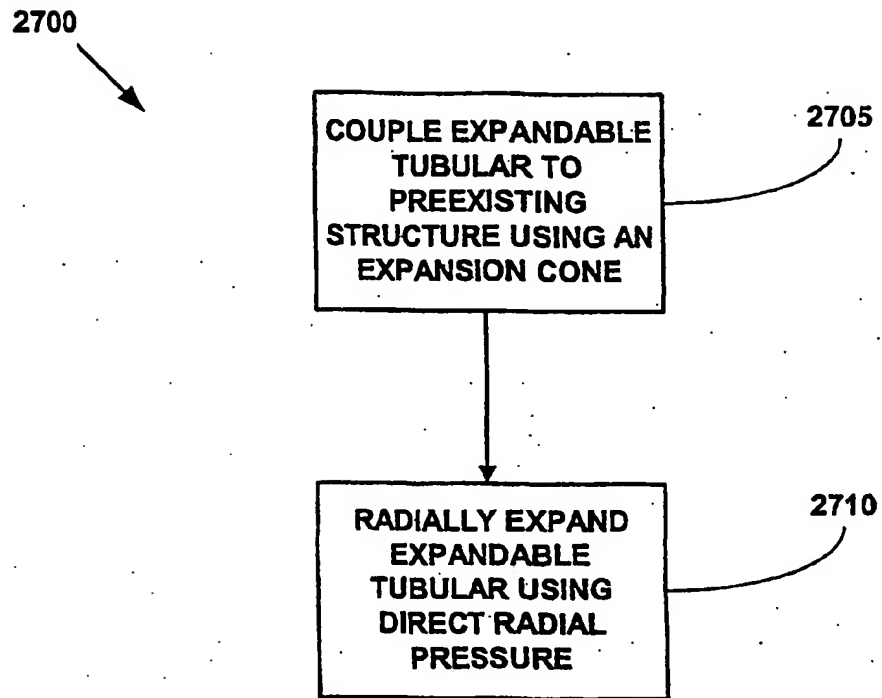 2700
COUPLE EXPANDABLE
TUBULAR TO
PREEXISTING
STRUCTURE USING AN
EXPANSION CONE
2705
RADIALLY EXPAND
EXPANDABLE
TUBULAR USING
DIRECT RADIAL
PRESSURE
2710